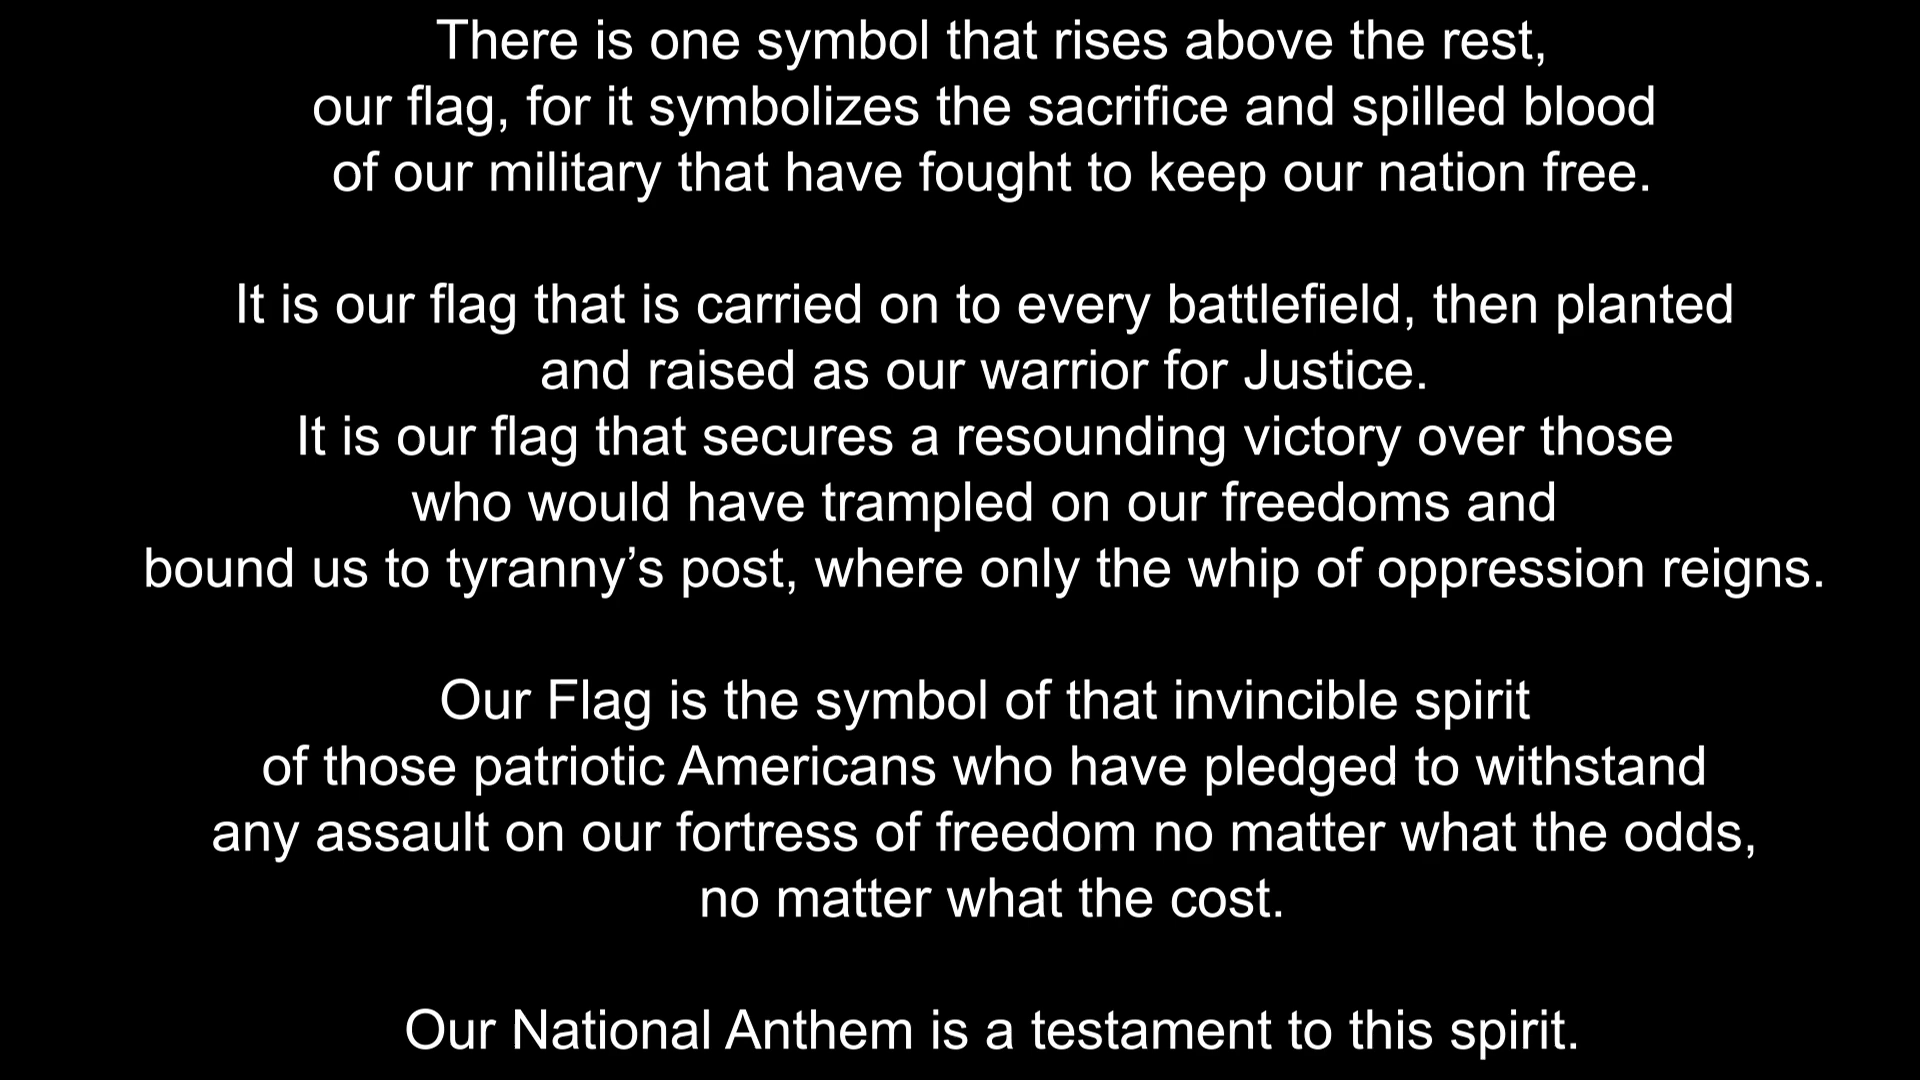 There is one symbol that rises above the rest,
our flag, for it symbolizes the sacrifice and spilled blood
of our military that have fought to keep our nation free.
It is our flag that is carried on to every battlefield, then planted
and raised as our warrior for Justice.
It is our flag that secures a resounding victory over those
who would have trampled on our freedoms and
bound us to tyranny’s post, where only the whip of oppression reigns.
Our Flag is the symbol of that invincible spirit
of those patriotic Americans who have pledged to withstand
any assault on our fortress of freedom no matter what the odds,
no matter what the cost.
Our National Anthem is a testament to this spirit.